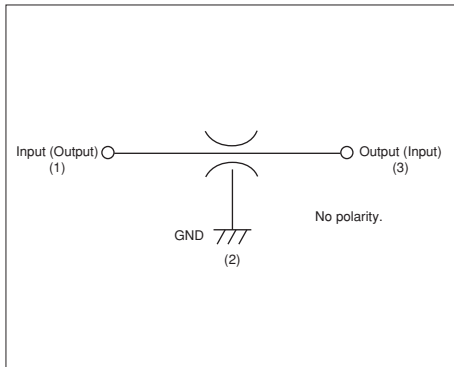 Input (Output)
(1)
Output (Input)
(3)
No polarity.
GND
(2)